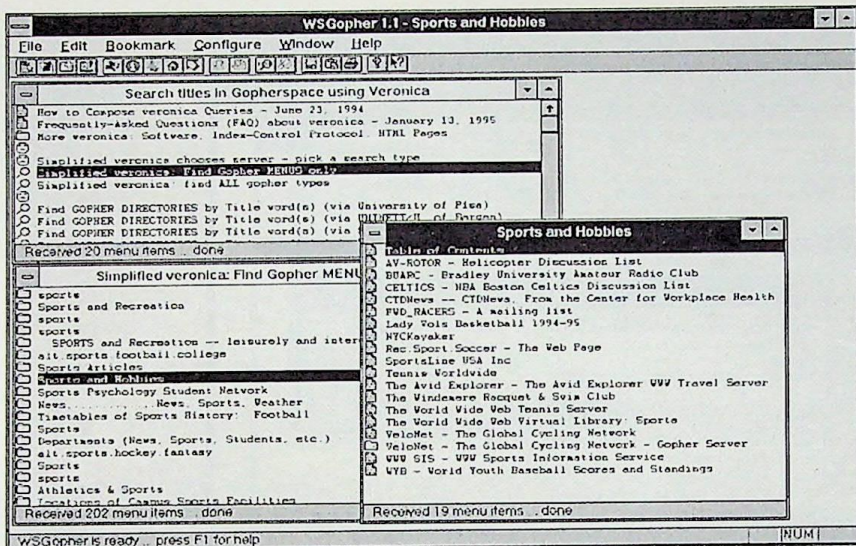 WSGopher 1.1 - Sports and Hobbies
File Edit Bookmark Configure Window Help
Search titles in Gopherspace using Veronica
How to Compose veronica Queries - June 23, 1994
Frequently-Asked Questions (FAQ) about veronica - January 13, 1995
More veronica: Software, Index-Control Protocol, HTML Pages
Simplified veronica chooses server - pick a search type
Simplified veronica: Find Gopher MENUS only
Simplified veronica: find ALL gopher types
Find GOPHER DIRECTORIES by Title word(s) (via University of Pisa)
Find GOPHER DIRECTORIES by Title word(s) (via of Bergen)
Find GOPHER DIRECTORIES by Title word(s) (via
Received 20 menu items .. done
Simplified veronica: Find Gopher MENU
sports
Sports and Recreation
sports
sports
SPORTS and Recreation -- leisurely and inter
alt.sports.football.college
Sports Articles
Sports and Hobbies
Sports Psychology Student Network
News, Sports, Weather
Timetables of Sports History: Football
Sports
Departments (News, Sports, Students, etc.)
alt.sports.hockey.fantasy
Sports
sports
Athletics & Sports
Locations of Campus Sports Facilities
Received 202 menu items .. done
Sports and Hobbies
Table of Contents
AV-ROTOR - Helicopter Discussion List
BUARC - Bradley University Amateur Radio Club
CELTICS - NBA Boston Celtics Discussion List
CTDNews -- CTDNews, From the Center for Workplace Health
FWD_RACERS - A mailing list
Lady Vols Basketball 1994-95
NYCKayaker
Rec.Sport.Soccer - The Web Page
SportsLine USA Inc
Tennis Worldwide
The Avid Explorer - The Avid Explorer WWW Travel Server
The Windemere Racquet & Swim Club
The World Wide Web Tennis Server
The World Wide Web Virtual Library: Sports
VeloNet - The Global Cycling Network
VeloNet - The Global Cycling Network - Gopher Server
WWW SIS - WWW Sports Information Service
WYB - World Youth Baseball Scores and Standings
Received 19 menu items .. done
WSGopher is ready... press F1 for help
NUM